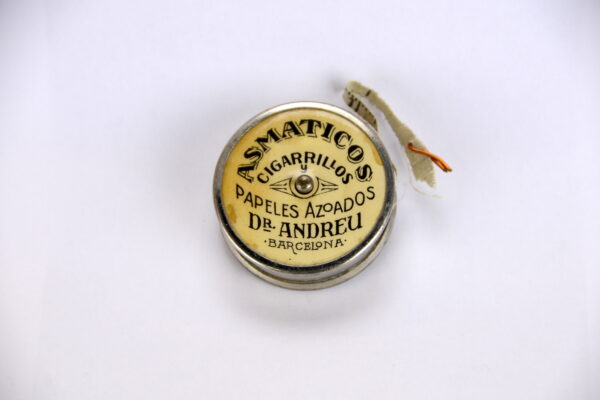 ASMATICOS
CIGARRILLOS
U
PAPELES AZOADOS
DR. ANDREU
· BARCELONA ·